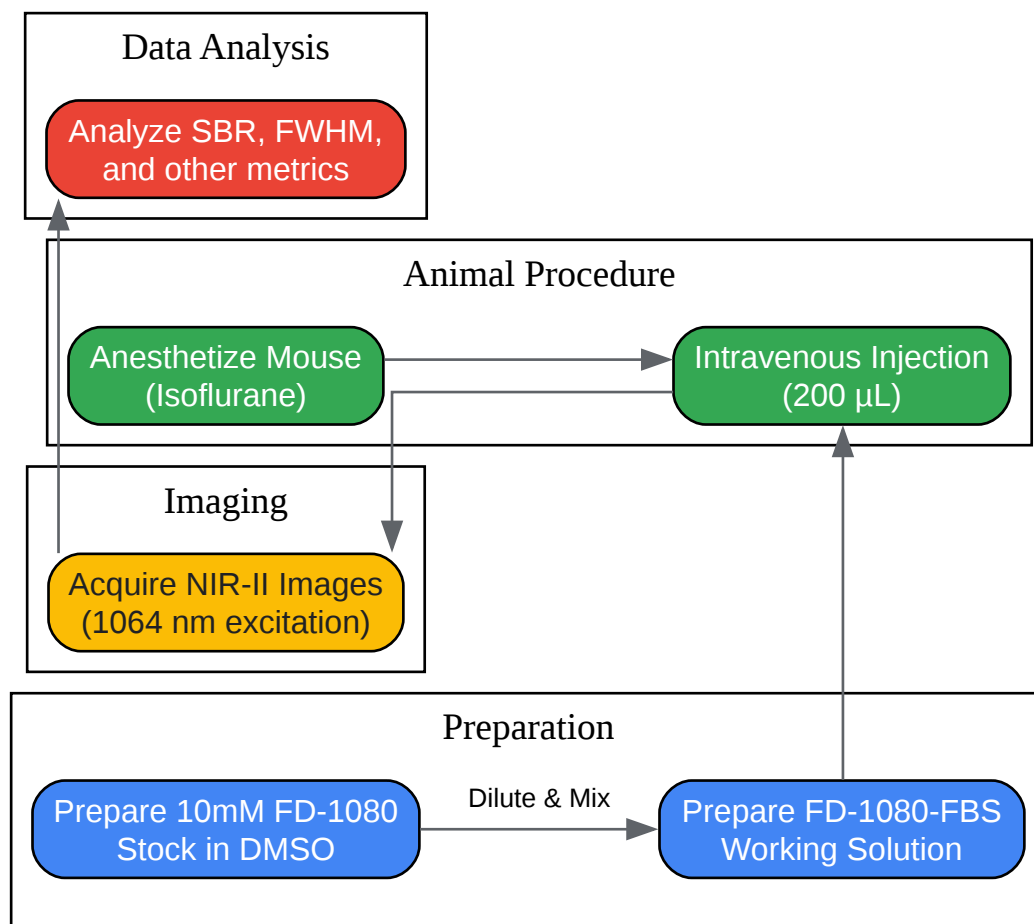 Data Analysis
Analyze SBR, FWHM,
and other metrics
Animal Procedure
Anesthetize Mouse
(Isoflurane)
Intravenous Injection
(200 µL)
Imaging
Acquire NIR-II Images
(1064 nm excitation)
Preparation
Prepare 10mM FD-1080
Stock in DMSO
Dilute & Mix
Prepare FD-1080-FBS
Working Solution